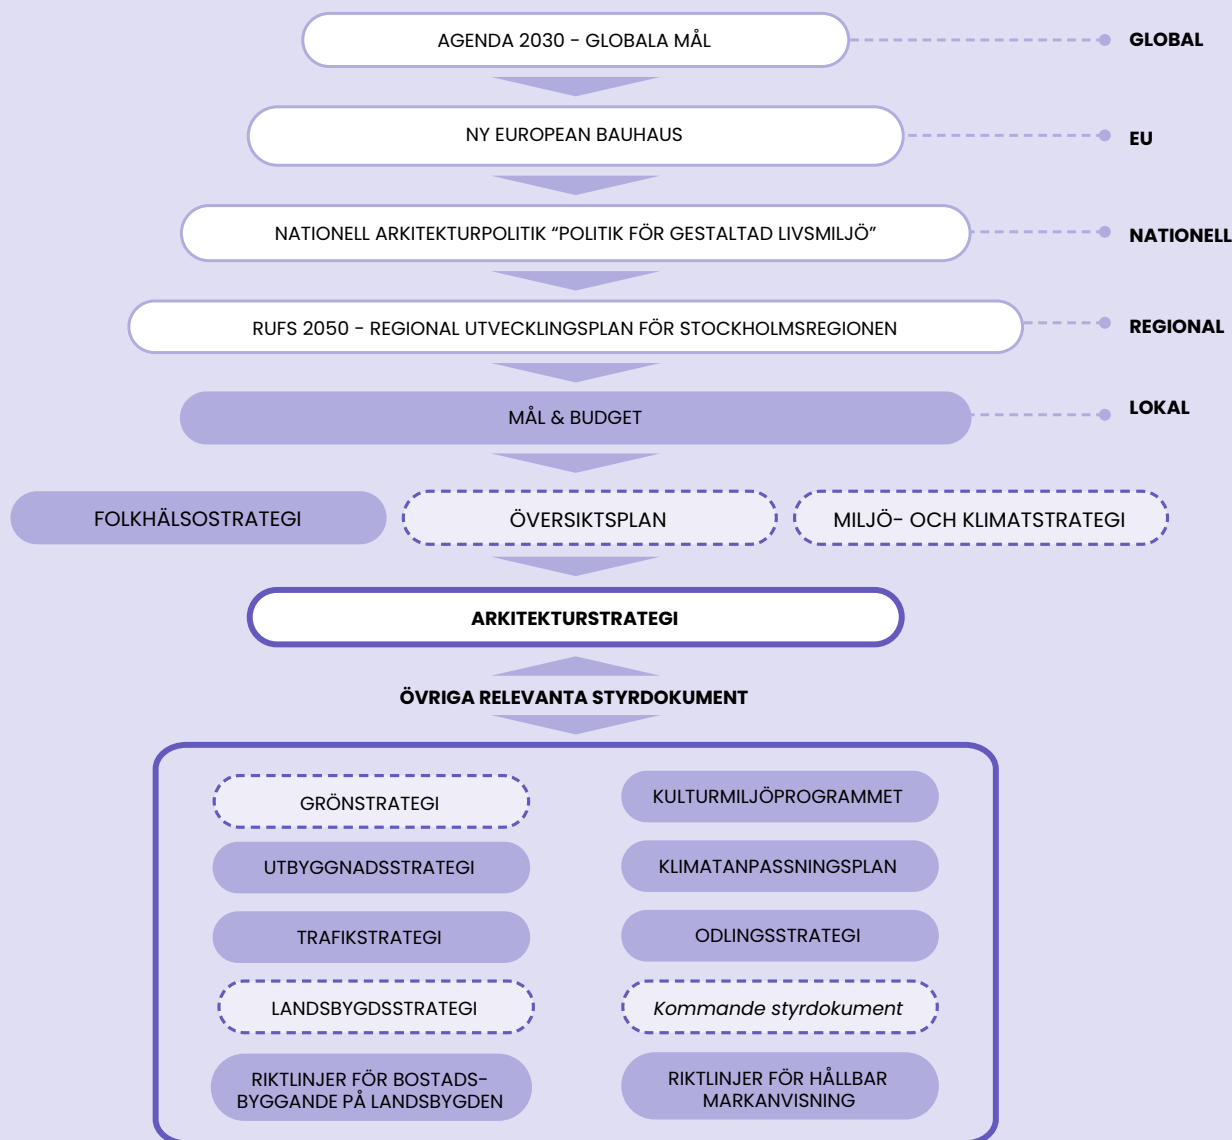 AGENDA 2030 - GLOBALA MÅL
GLOBAL
NY EUROPEAN BAUHAUS
EU
NATIONELL ARKITEKTURPOLITIK “POLITIK FÖR GESTALTAD LIVSMILJÖ”
NATIONELL
RUFS 2050 - REGIONAL UTVECKLINGSPLAN FÖR STOCKHOLMSREGIONEN
REGIONAL
MÅL & BUDGET
LOKAL
FOLKHÄLSOSTRATEGI
ÖVERSIKTSPLAN
MILJÖ- OCH KLIMATSTRATEGI
ARKITEKTURSTRATEGI
ÖVRIGA RELEVANTA STYRDOKUMENT
GRÖNSTRATEGI
KULTURMILJÖPROGRAMMET
UTBYGGNADSSTRATEGI
KLIMATANPASSNINGSPLAN
TRAFIKSTRATEGI
ODLINGSSTRATEGI
LANDSBYGDSSTRATEGI
Kommande styrdokument
RIKTLINJER FÖR BOSTADS-
BYGGANDE PÅ LANDSBYGDEN
RIKTLINJER FÖR HÅLLBAR
MARKANVISNING